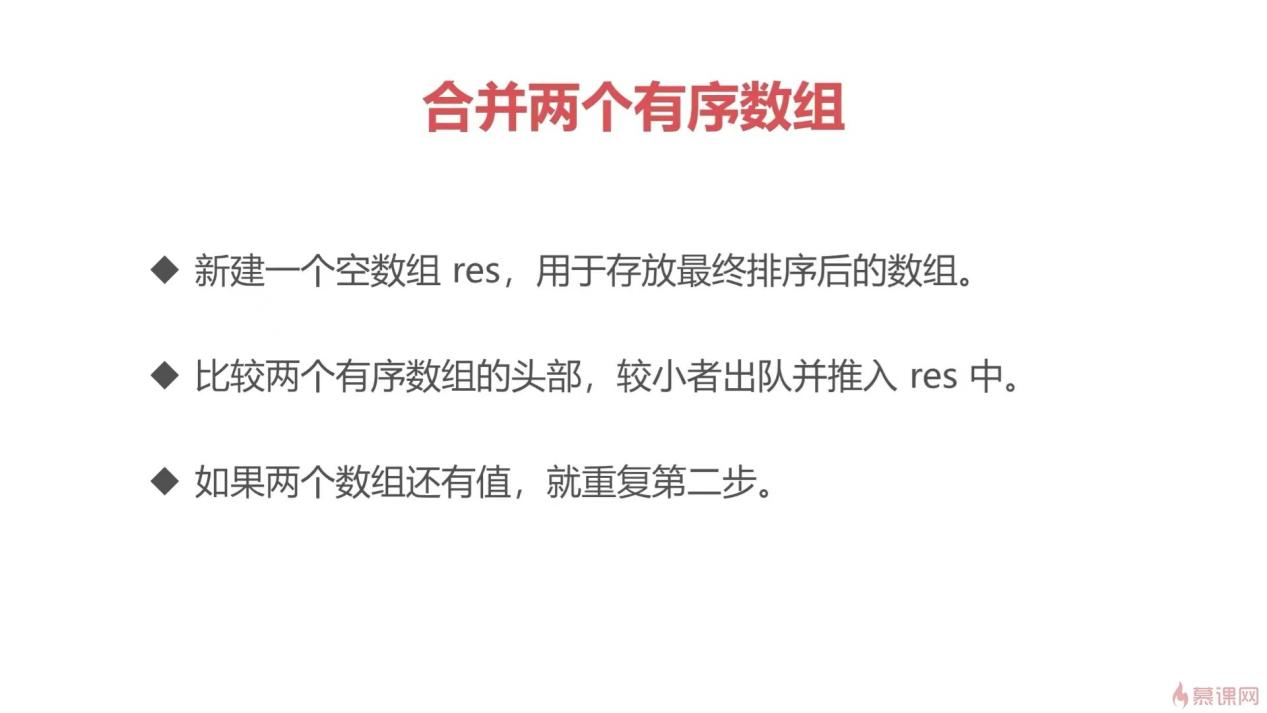 合并两个有序数组
◆ 新建一个空数组 res，用于存放最终排序后的数组。
◆ 比较两个有序数组的头部，较小者出队并推入 res 中。
◆ 如果两个数组还有值，就重复第二步。
慕课网